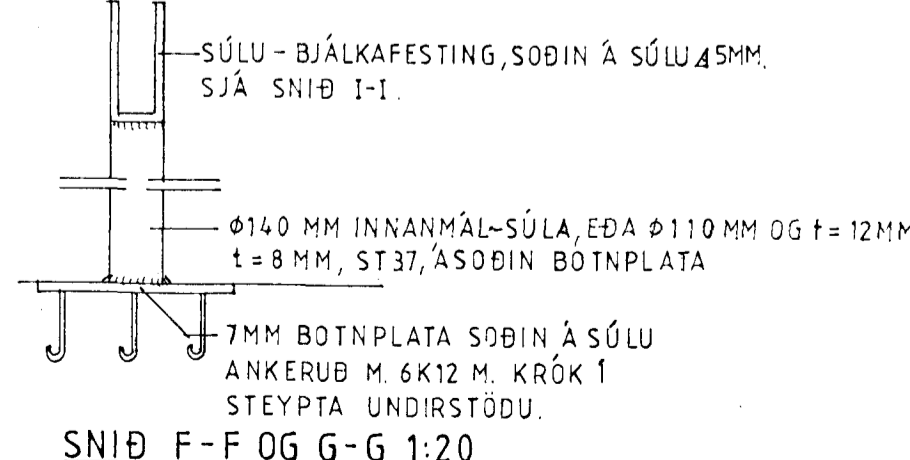 SÚLU - BJÁLKAFESTING, SOÐIN Á SÚLU 5MM.
SJÁ SNIÐ I-I.
Φ140 MM INNANMÁL~SÚLA, EÐA Φ110 MM OG t = 12MM
t = 8 MM, ST37, ÁSOÐIN BOTNPLATA
7MM BOTNPLATA SOÐIN Á SÚLU
ANKERUÐ M. 6K12 M. KRÓK Í
STEYPTA UNDIRSTÖÐU.
SNIÐ F-F OG G-G 1:20